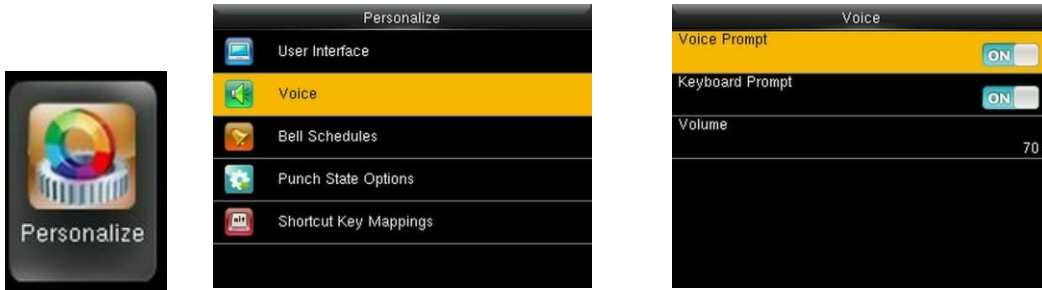 Personalize
Personalize
User Interface
Voice
Bell Schedules
Punch State Options
alt
Shortcut Key Mappings
Voice
Voice Prompt
ON
Keyboard Prompt
ON
Volume
70